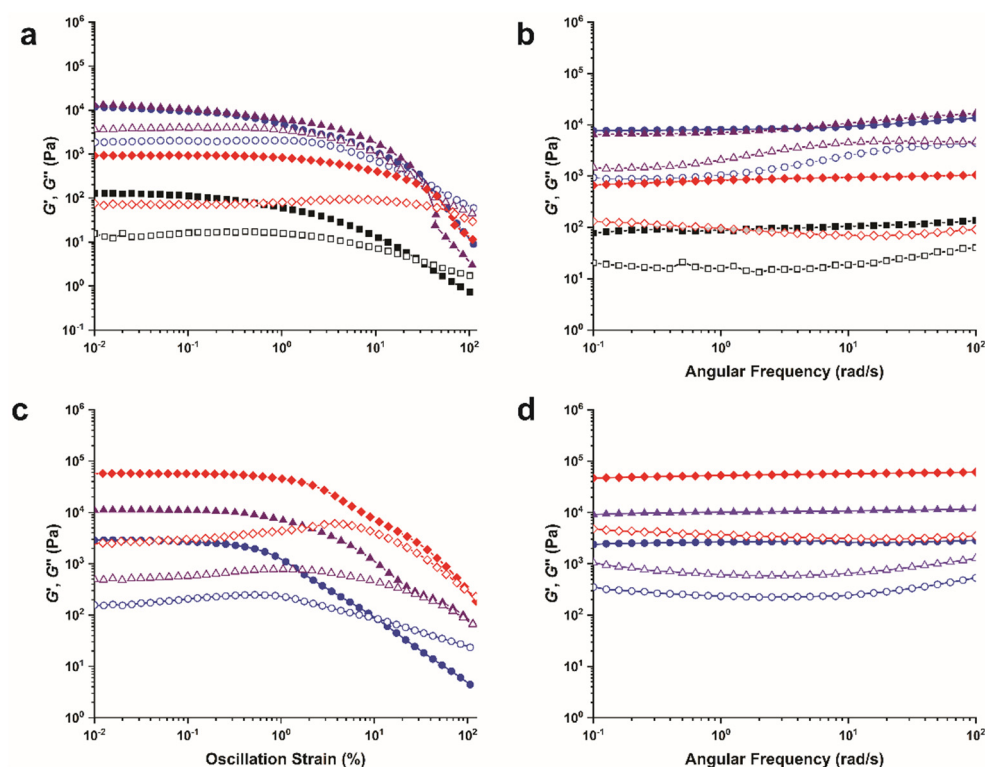 a
G', G'' (Pa)
10⁶
10⁵
10⁴
10³
10²
10¹
10⁰
10⁻¹
10⁻² 10⁻¹ 10⁰ 10¹ 10²
b
G', G'' (Pa)
10⁶
10⁵
10⁴
10³
10²
10¹
10⁰
10⁻¹ 10⁰ 10¹ 10²
Angular Frequency (rad/s)
c
G', G'' (Pa)
10⁶
10⁵
10⁴
10³
10²
10¹
10⁰
10⁻² 10⁻¹ 10⁰ 10¹ 10²
Oscillation Strain (%)
d
G', G'' (Pa)
10⁶
10⁵
10⁴
10³
10²
10¹
10⁰
10⁻¹ 10⁰ 10¹ 10²
Angular Frequency (rad/s)